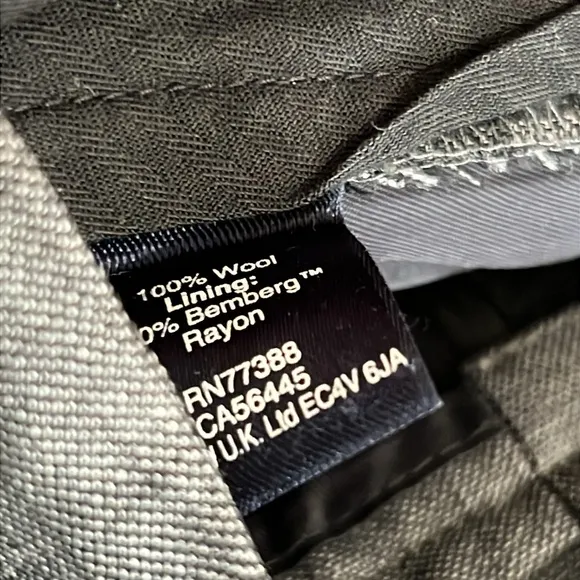 100% Wool
Lining:
0% Bemberg™
Rayon
RN77388
CA56445
U.K. Ltd EC4V 6JA